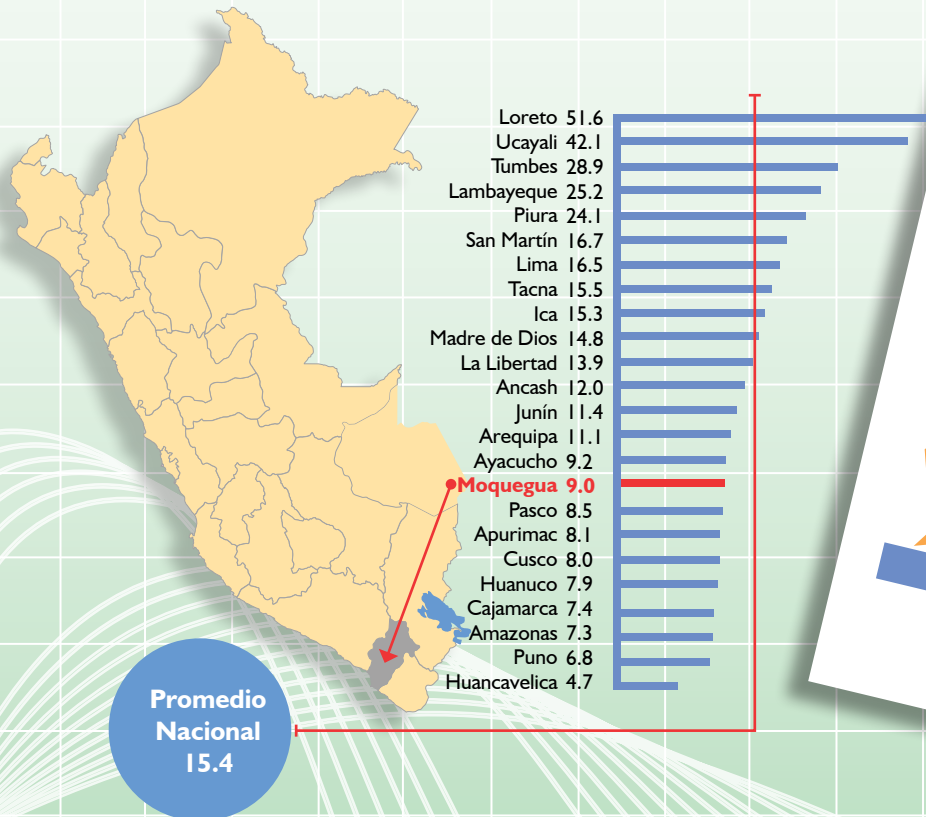 Loreto 51.6
Ucayali 42.1
Tumbes 28.9
Lambayeque 25.2
Piura 24.1
San Martín 16.7
Lima 16.5
Tacna 15.5
Ica 15.3
Madre de Dios 14.8
La Libertad 13.9
Ancash 12.0
Junín 11.4
Arequipa 11.1
Ayacucho 9.2
Moquegua 9.0
Pasco 8.5
Apurimac 8.1
Cusco 8.0
Huanuco 7.9
Cajamarca 7.4
Amazonas 7.3
Puno 6.8
Huancavelica 4.7
Promedio
Nacional
15.4